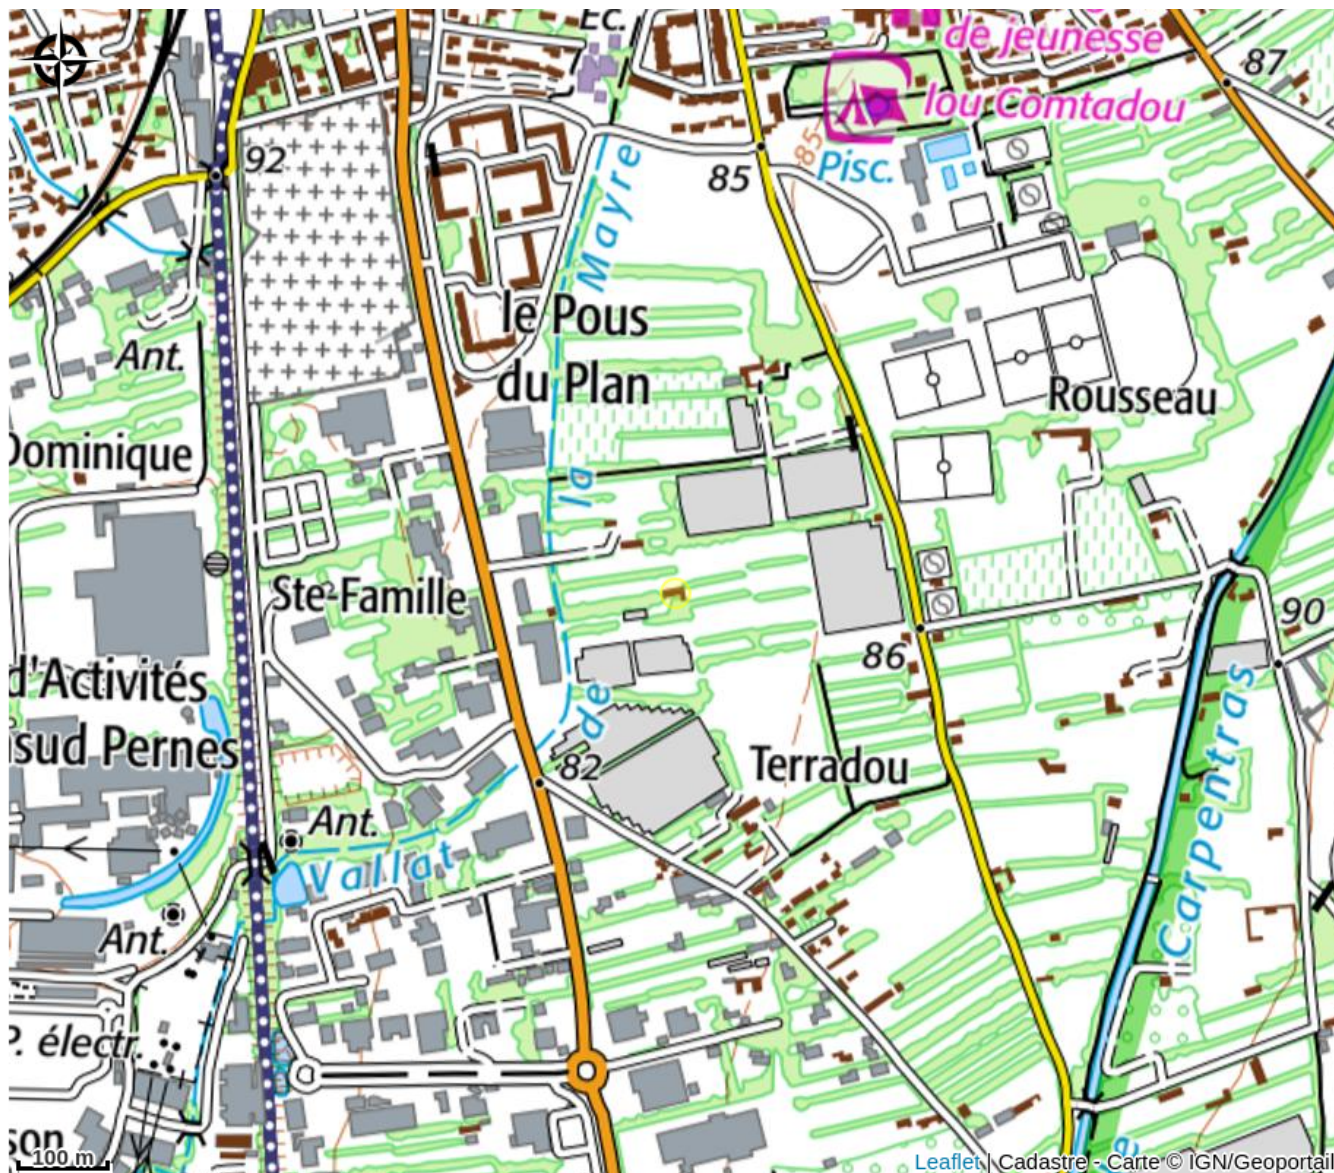 Ec.
de jeunesse
87
lou Comtadou
92
85
85
Pisc.
Mayre
le Pous
du Plan
Ant.
Rousseau
Dominique
la
Ste-Famille
90
86
d'Activités
sud Pernes
de
82
Terradou
Carpentras
Ant.
Vallat
Ant.
P. électr.
son
100 m
Leaflet | Cadastre - Carte © IGN/Geoportail